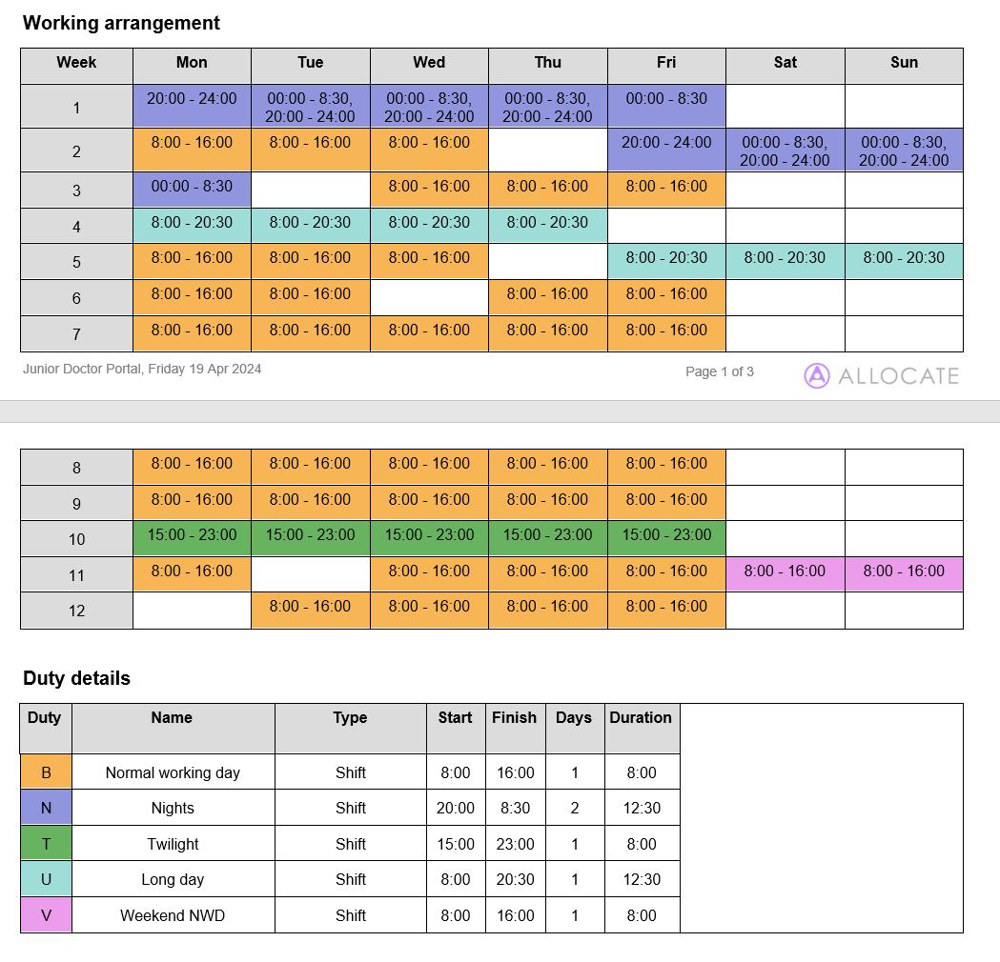 Working arrangement
Week Mon Tue Wed Thu Fri Sat Sun
1 20:00 - 24:00 00:00 - 8:30, 20:00 - 24:00 00:00 - 8:30, 20:00 - 24:00 00:00 - 8:30, 20:00 - 24:00 00:00 - 8:30
2 8:00 - 16:00 8:00 - 16:00 8:00 - 16:00 20:00 - 24:00 00:00 - 8:30, 20:00 - 24:00 00:00 - 8:30, 20:00 - 24:00
3 00:00 - 8:30 8:00 - 16:00 8:00 - 16:00 8:00 - 16:00
4 8:00 - 20:30 8:00 - 20:30 8:00 - 20:30 8:00 - 20:30
5 8:00 - 16:00 8:00 - 16:00 8:00 - 16:00 8:00 - 20:30 8:00 - 20:30 8:00 - 20:30
6 8:00 - 16:00 8:00 - 16:00 8:00 - 16:00 8:00 - 16:00
7 8:00 - 16:00 8:00 - 16:00 8:00 - 16:00 8:00 - 16:00 8:00 - 16:00
Junior Doctor Portal, Friday 19 Apr 2024 Page 1 of 3 ALLOCATE
8 8:00 - 16:00 8:00 - 16:00 8:00 - 16:00 8:00 - 16:00 8:00 - 16:00
9 8:00 - 16:00 8:00 - 16:00 8:00 - 16:00 8:00 - 16:00 8:00 - 16:00
10 15:00 - 23:00 15:00 - 23:00 15:00 - 23:00 15:00 - 23:00 15:00 - 23:00
11 8:00 - 16:00 8:00 - 16:00 8:00 - 16:00 8:00 - 16:00 8:00 - 16:00 8:00 - 16:00
12 8:00 - 16:00 8:00 - 16:00 8:00 - 16:00 8:00 - 16:00
Duty details
Duty Name Type Start Finish Days Duration
B Normal working day Shift 8:00 16:00 1 8:00
N Nights Shift 20:00 8:30 2 12:30
T Twilight Shift 15:00 23:00 1 8:00
U Long day Shift 8:00 20:30 1 12:30
V Weekend NWD Shift 8:00 16:00 1 8:00